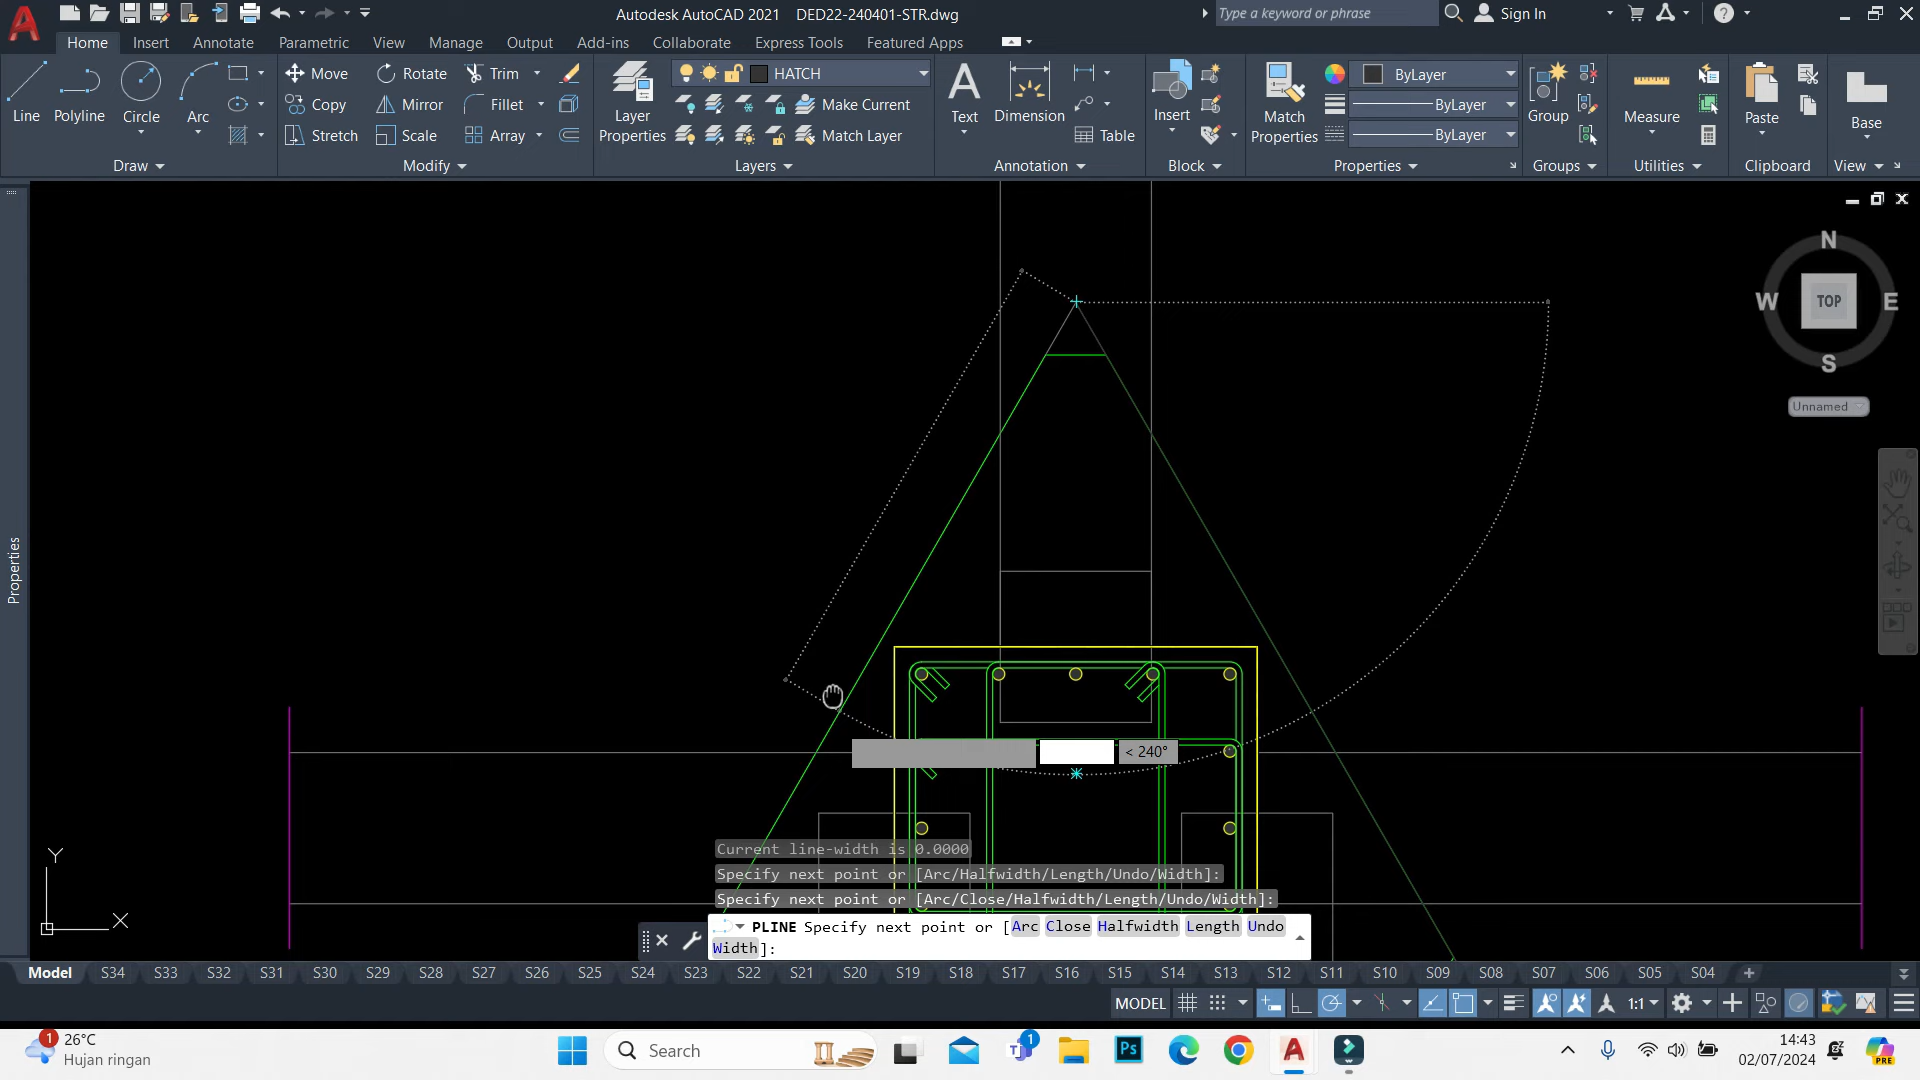 Autodesk AutoCAD 2021 DED22-240401-STR.dwg
Type a keyword or phrase
Sign In
Home Insert Annotate Parametric View Manage Output Add-ins Collaborate Express Tools Featured Apps
Line Polyline Circle Arc
Draw
Move Rotate Trim
Copy Mirror Fillet
Stretch Scale Array
Modify
Layer Properties
HATCH
Make Current
Match Layer
Layers
Text Dimension Table
Annotation
Insert
Block
Match Properties
ByLayer
ByLayer
ByLayer
Properties
Group
Groups
Measure
Utilities
Paste
Clipboard
Base
View
N
W TOP E
S
Unnamed
Properties
< 240°
Y
X
Current line-width is 0.0000
Specify next point or [Arc/Halfwidth/Length/Undo/Width]:
Specify next point or [Arc/Close/Halfwidth/Length/Undo/Width]:
PLINE Specify next point or [Arc Close Halfwidth Length Undo
Width]:
Model S34 S33 S32 S31 S30 S29 S28 S27 S26 S25 S24 S23 S22 S21 S20 S19 S18 S17 S16 S15 S14 S13 S12 S11 S10 S09 S08 S07 S06 S05 S04
MODEL 1:1
1
26°C
Hujan ringan
Search
1
Ps
14:43
02/07/2024
PRE